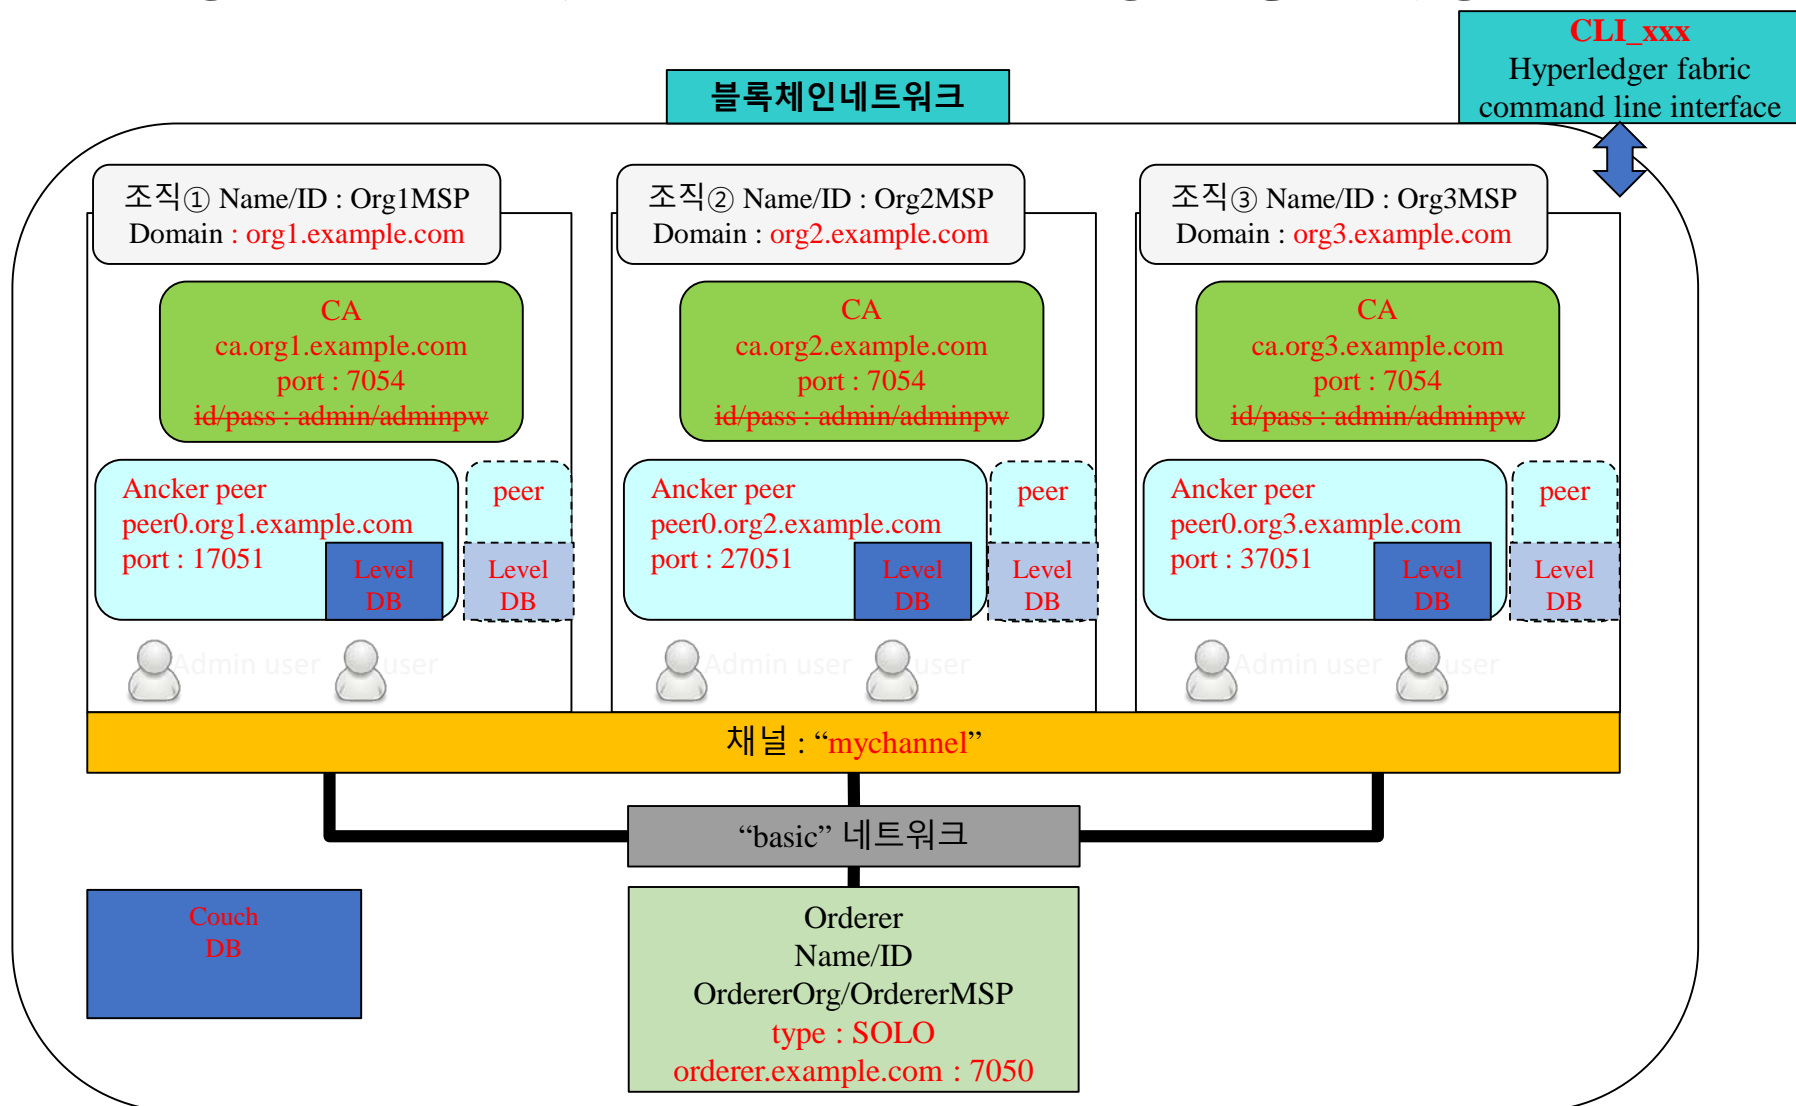 CLI_xxx
Hyperledger fabric
command line interface
블록체인네트워크
조직① Name/ID : Org1MSP
Domain : org1.example.com
조직② Name/ID : Org2MSP
Domain : org2.example.com
조직③ Name/ID : Org3MSP
Domain : org3.example.com
CA
ca.org1.example.com
port : 7054
id/pass : admin/adminpw
CA
ca.org2.example.com
port : 7054
id/pass : admin/adminpw
CA
ca.org3.example.com
port : 7054
id/pass : admin/adminpw
Ancker peer
peer0.org1.example.com
port : 17051
Level
DB
peer
Level
DB
Ancker peer
peer0.org2.example.com
port : 27051
Level
DB
peer
Level
DB
Ancker peer
peer0.org3.example.com
port : 37051
Level
DB
peer
Level
DB
Admin user
user
Admin user
user
Admin user
user
채널 : “mychannel”
“basic” 네트워크
Couch
DB
Orderer
Name/ID
OrdererOrg/OrdererMSP
type : SOLO
orderer.example.com : 7050